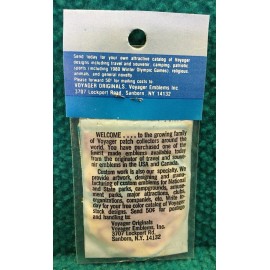 Send today for your own attractive catalog of Voyager
designs including travel and souvenir, camping, patriotic
sports (including 1980 Winter Olympic Games) religious,
animals, and general novelty.
Please forward 50¢ for mailing costs to
VOYAGER ORIGINALS, Voyager Emblems Inc
3707 Lockport Road, Sanborn, NY 14132
WELCOME .... to the growing family
of Voyager patch collectors around the
world. You have purchased one of the
finest made emblems available today
from the originator of travel and souve-
nir emblems in the USA and Canada.
Custom work is also our specialty. We
provide artwork, designing and manu-
facturing of custom emblems for National
and State parks, campgrounds, amuse-
ment parks, major attractions, clubs,
organizations, companies, etc. Write to-
day for your free color catalog of Voyager
stock designs. Send 50¢ for postage
and handling to:
Voyager Originals
Voyager Emblems, Inc.
3707 Lockport Rd
Sanborn, N.Y. 14132